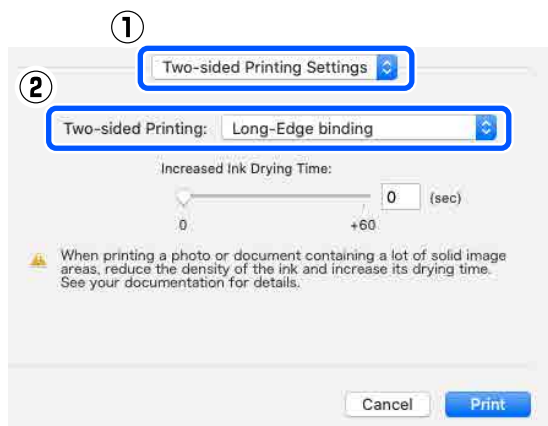 ①
Two-sided Printing Settings
②
Two-sided Printing: Long-Edge binding
Increased Ink Drying Time:
0 (sec)
0 +60
When printing a photo or document containing a lot of solid image
areas, reduce the density of the ink and increase its drying time.
See your documentation for details.
Cancel Print